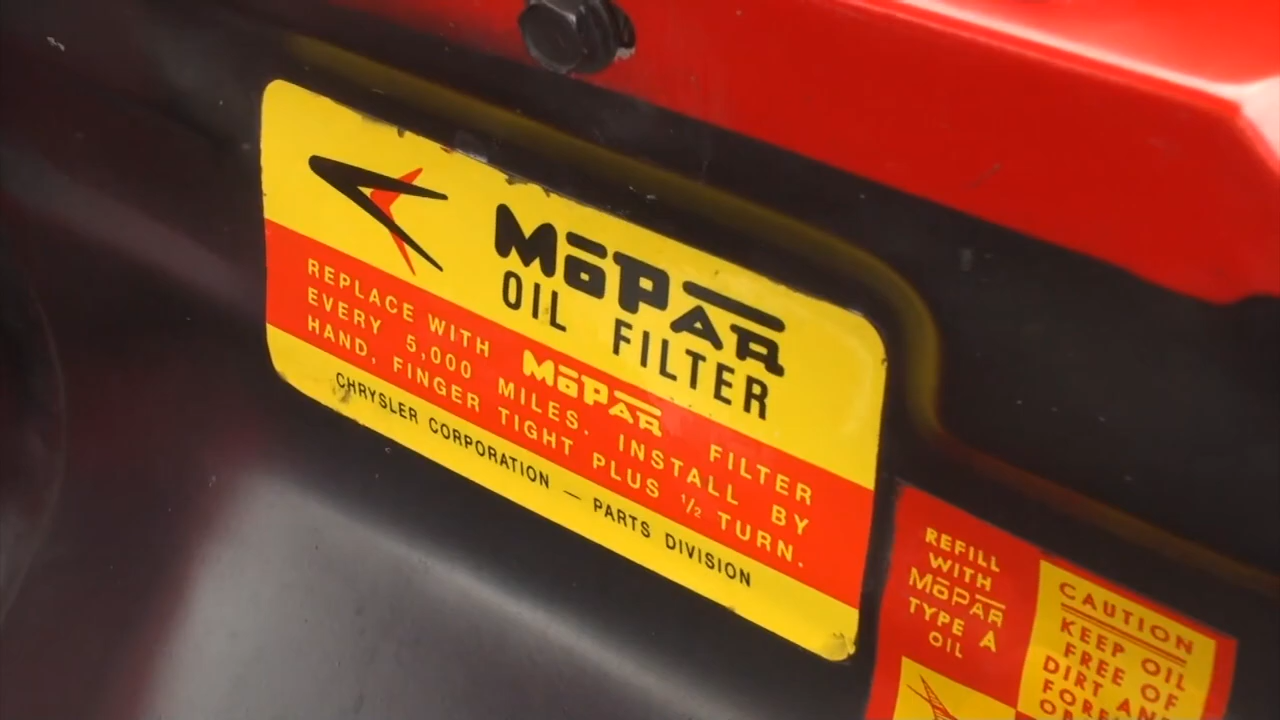 MOPAR
OIL FILTER
REPLACE WITH MOPAR FILTER
EVERY 5,000 MILES. INSTALL BY
HAND, FINGER TIGHT PLUS ½ TURN.
CHRYSLER CORPORATION — PARTS DIVISION
REFILL
WITH
MOPAR
TYPE A
OIL
CAUTION
KEEP OIL
FREE OF
DIRT AND